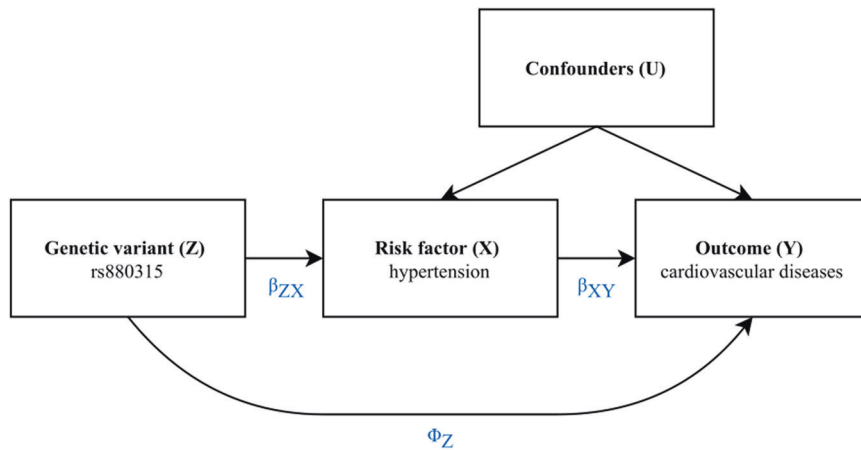 Confounders (U)
Genetic variant (Z)
rs880315
Risk factor (X)
hypertension
Outcome (Y)
cardiovascular diseases
βZX
βXY
ΦZ